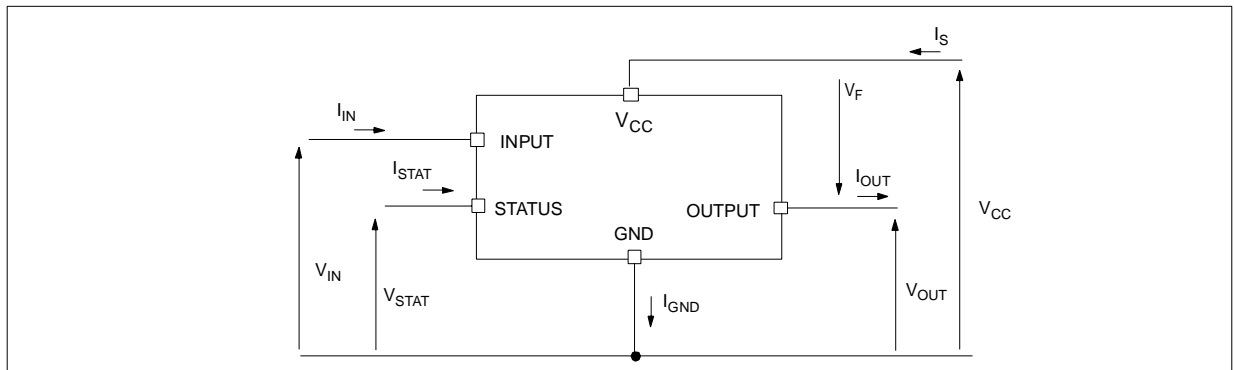 I_S
V_F
I_IN
V_CC
INPUT
I_STAT
I_OUT
STATUS
OUTPUT
V_CC
GND
V_IN
V_STAT
I_GND
V_OUT